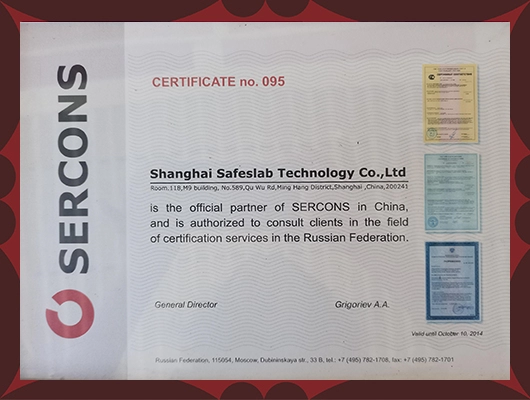 SERCONS
CERTIFICATE no. 095
Shanghai Safeslab Technology Co.,Ltd
Room.118,M9 building, No.589,Qu Wu Rd,Ming Hang District,Shanghai ,China,200241
is the official partner of SERCONS in China,
and is authorized to consult clients in the field
of certification services in the Russian Federation.
General Director
Grigoriev A.A.
Valid until October 10, 2014
Russian Federation, 115054, Moscow, Dubininskaya str., 33 B, tel.: +7 (495) 782-1708, fax: +7 (495) 782-1701